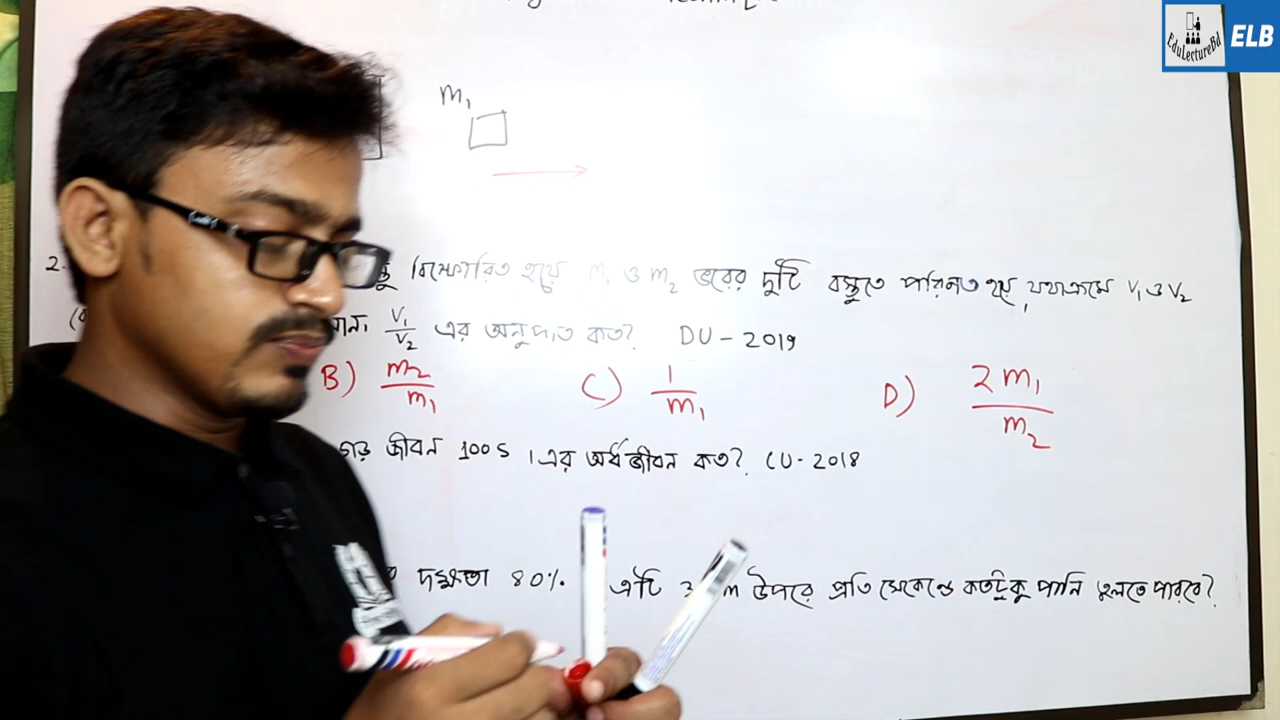 EduLectureBd ELB
m₁
2. বিস্ফোরিত হয়ে m₁ ও m₂ ভরের দুটি বস্তুতে পরিনত হয়ে যথাক্রমে V₁ ও V₂
V₁/V₂ এর অনুপাত কত? DU - 2019
B) m₂/m₁ C) 1/m₁ D) 2m₁/m₂
গড় জীবন 100s । এর অর্ধজীবন কত? CU - 2018
দক্ষতা 80% এটি m উপরে প্রতি সেকেন্ডে কতটুকু পানি তুলতে পারবে?